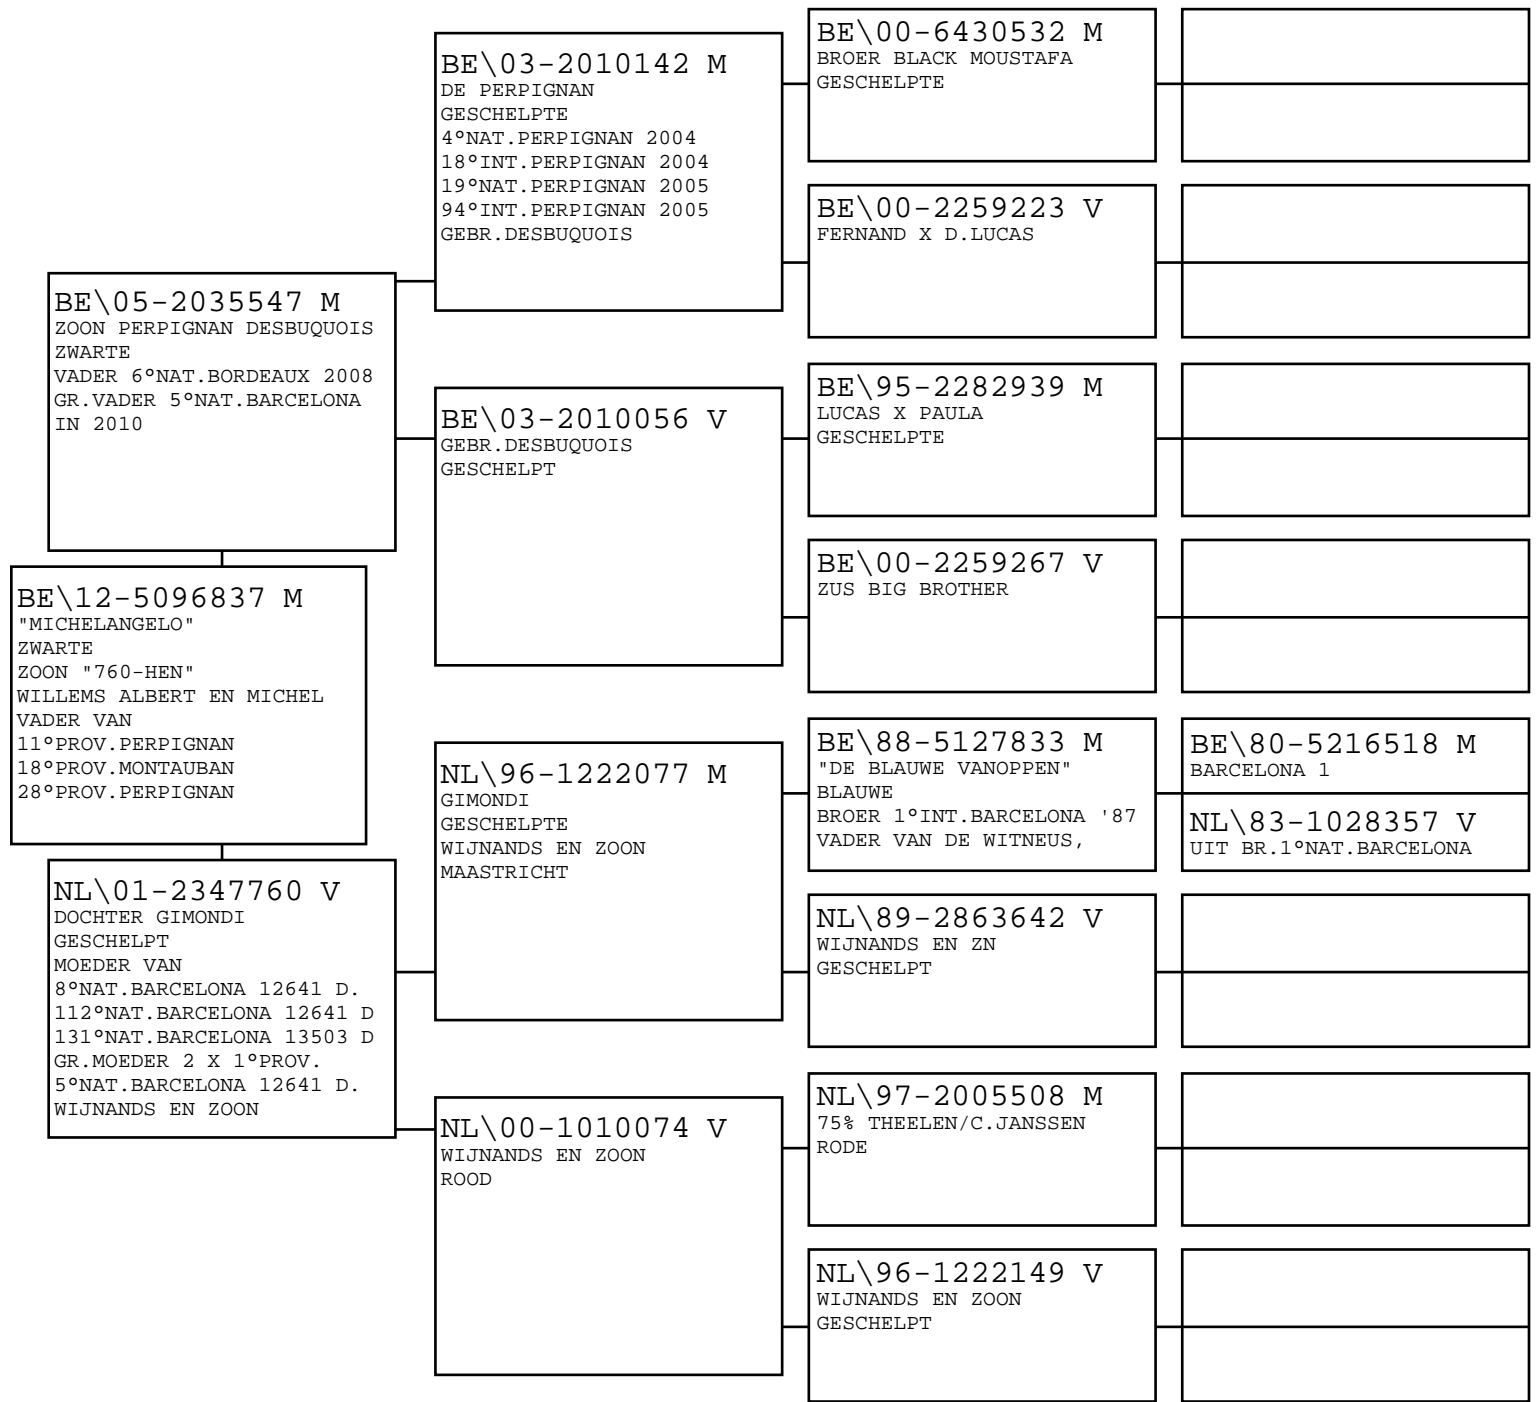 BE\12-5096837 M
"MICHELANGELO"
ZWARTE
ZOON "760-HEN"
WILLEMS ALBERT EN MICHEL
VADER VAN
11°PROV.PERPIGNAN
18°PROV.MONTAUBAN
28°PROV.PERPIGNAN
BE\05-2035547 M
ZOON PERPIGNAN DESBUQUOIS
ZWARTE
VADER 6°NAT.BORDEAUX 2008
GR.VADER 5°NAT.BARCELONA
IN 2010
NL\01-2347760 V
DOCHTER GIMONDI
GESCHELPT
MOEDER VAN
8°NAT.BARCELONA 12641 D.
112°NAT.BARCELONA 12641 D
131°NAT.BARCELONA 13503 D
GR.MOEDER 2 X 1°PROV.
5°NAT.BARCELONA 12641 D.
WIJNANDS EN ZOON
BE\03-2010142 M
DE PERPIGNAN
GESCHELPTE
4°NAT.PERPIGNAN 2004
18°INT.PERPIGNAN 2004
19°NAT.PERPIGNAN 2005
94°INT.PERPIGNAN 2005
GEBR.DESBUQUOIS
BE\03-2010056 V
GEBR.DESBUQUOIS
GESCHELPT
NL\96-1222077 M
GIMONDI
GESCHELPTE
WIJNANDS EN ZOON
MAASTRICHT
NL\00-1010074 V
WIJNANDS EN ZOON
ROOD
BE\00-6430532 M
BROER BLACK MOUSTAFA
GESCHELPTE
BE\00-2259223 V
FERNAND X D.LUCAS
BE\95-2282939 M
LUCAS X PAULA
GESCHELPTE
BE\00-2259267 V
ZUS BIG BROTHER
BE\88-5127833 M
"DE BLAUWE VANOPPEN"
BLAUWE
BROER 1°INT.BARCELONA '87
VADER VAN DE WITNEUS,
NL\89-2863642 V
WIJNANDS EN ZN
GESCHELPT
NL\97-2005508 M
75% THEELEN/C.JANSSEN
RODE
NL\96-1222149 V
WIJNANDS EN ZOON
GESCHELPT
BE\80-5216518 M
BARCELONA 1
NL\83-1028357 V
UIT BR.1°NAT.BARCELONA